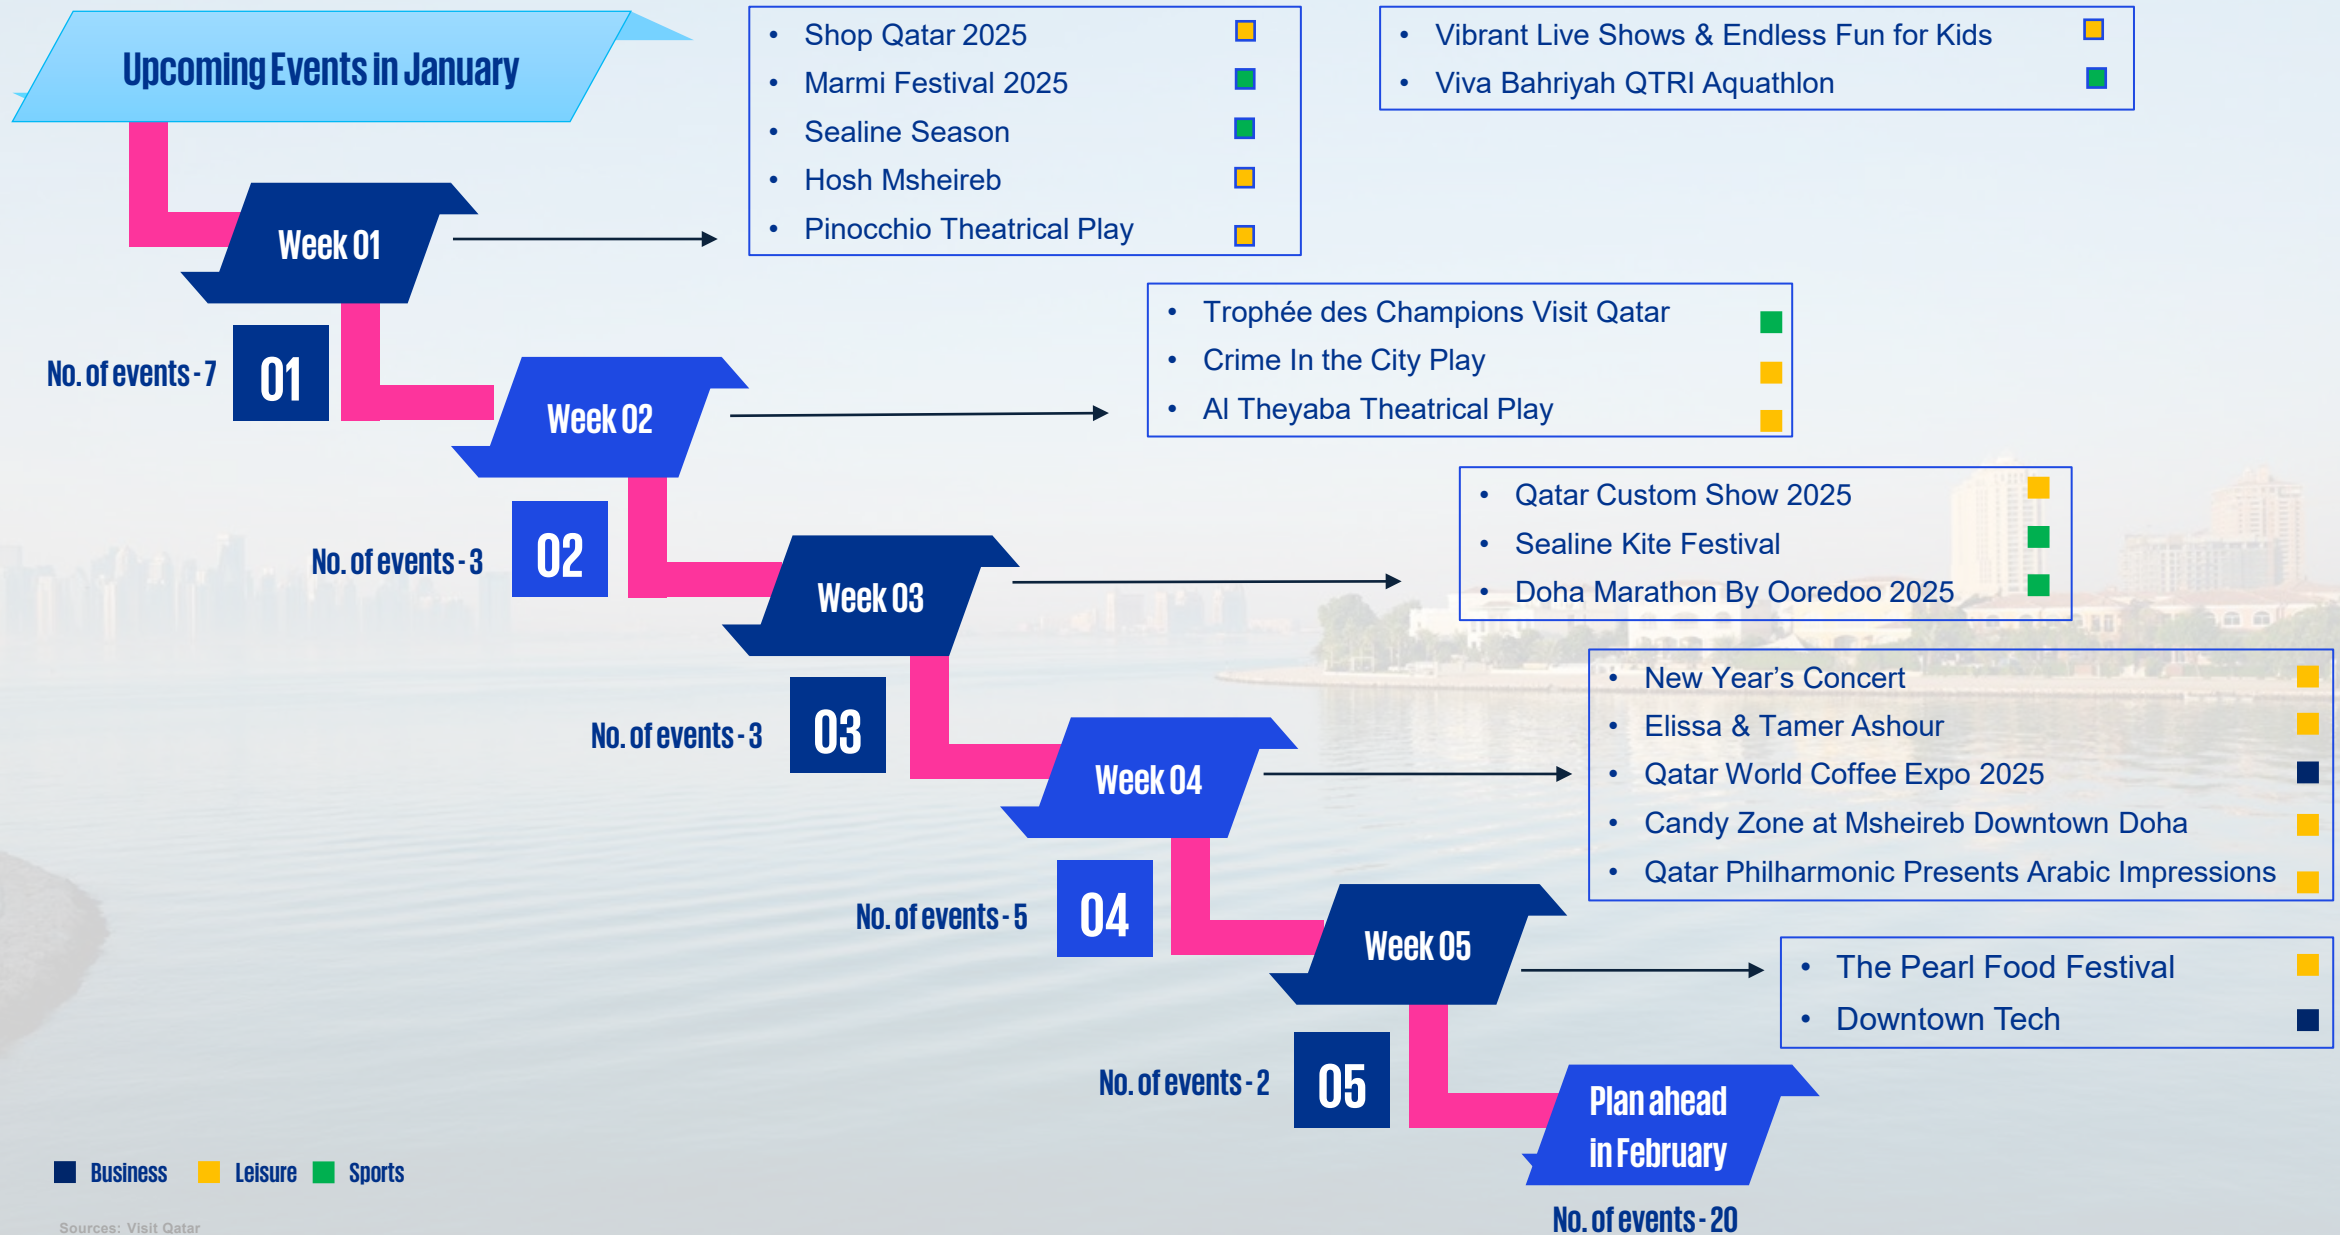 Upcoming Events in January
• Shop Qatar 2025
• Marmi Festival 2025
• Sealine Season
• Hosh Msheireb
• Pinocchio Theatrical Play
• Vibrant Live Shows & Endless Fun for Kids
• Viva Bahriyah QTRI Aquathlon
Week 01
No. of events - 7
01
• Trophée des Champions Visit Qatar
• Crime In the City Play
• Al Theyaba Theatrical Play
Week 02
No. of events - 3
02
• Qatar Custom Show 2025
• Sealine Kite Festival
• Doha Marathon By Ooredoo 2025
Week 03
No. of events - 3
03
• New Year’s Concert
• Elissa & Tamer Ashour
• Qatar World Coffee Expo 2025
• Candy Zone at Msheireb Downtown Doha
• Qatar Philharmonic Presents Arabic Impressions
Week 04
No. of events - 5
04
• The Pearl Food Festival
• Downtown Tech
Week 05
No. of events - 2
05
Plan ahead
in February
No. of events - 20
Business
Leisure
Sports
Sources: Visit Qatar